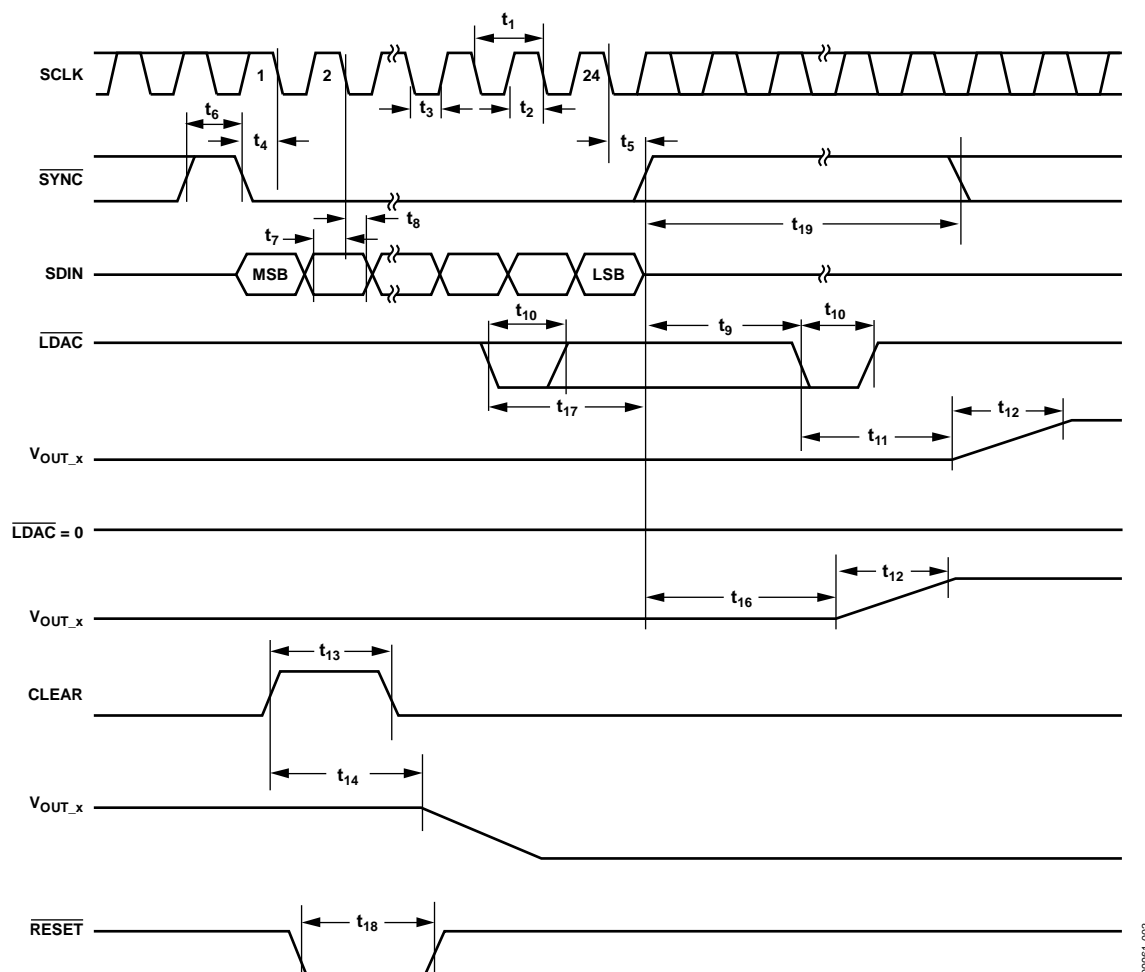 t1
SCLK
1
2
24
t6
t4
t3
t2
t5
SYNC
t7
t8
t19
SDIN
MSB
LSB
LDAC
t10
t9
t10
t17
t11
t12
VOUT_x
LDAC = 0
t16
t12
VOUT_x
t13
CLEAR
t14
VOUT_x
RESET
t18